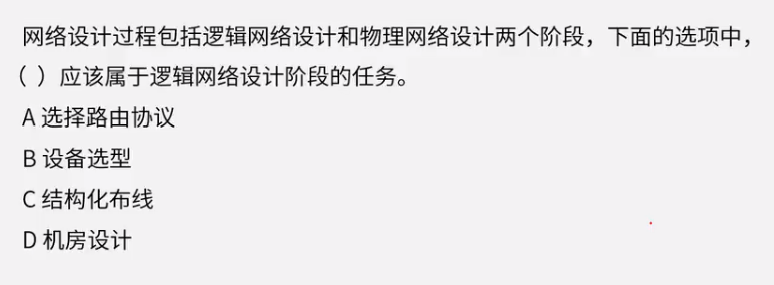 网络设计过程包括逻辑网络设计和物理网络设计两个阶段，下面的选项中，
（ ）应该属于逻辑网络设计阶段的任务。
A 选择路由协议
B 设备选型
C 结构化布线
D 机房设计